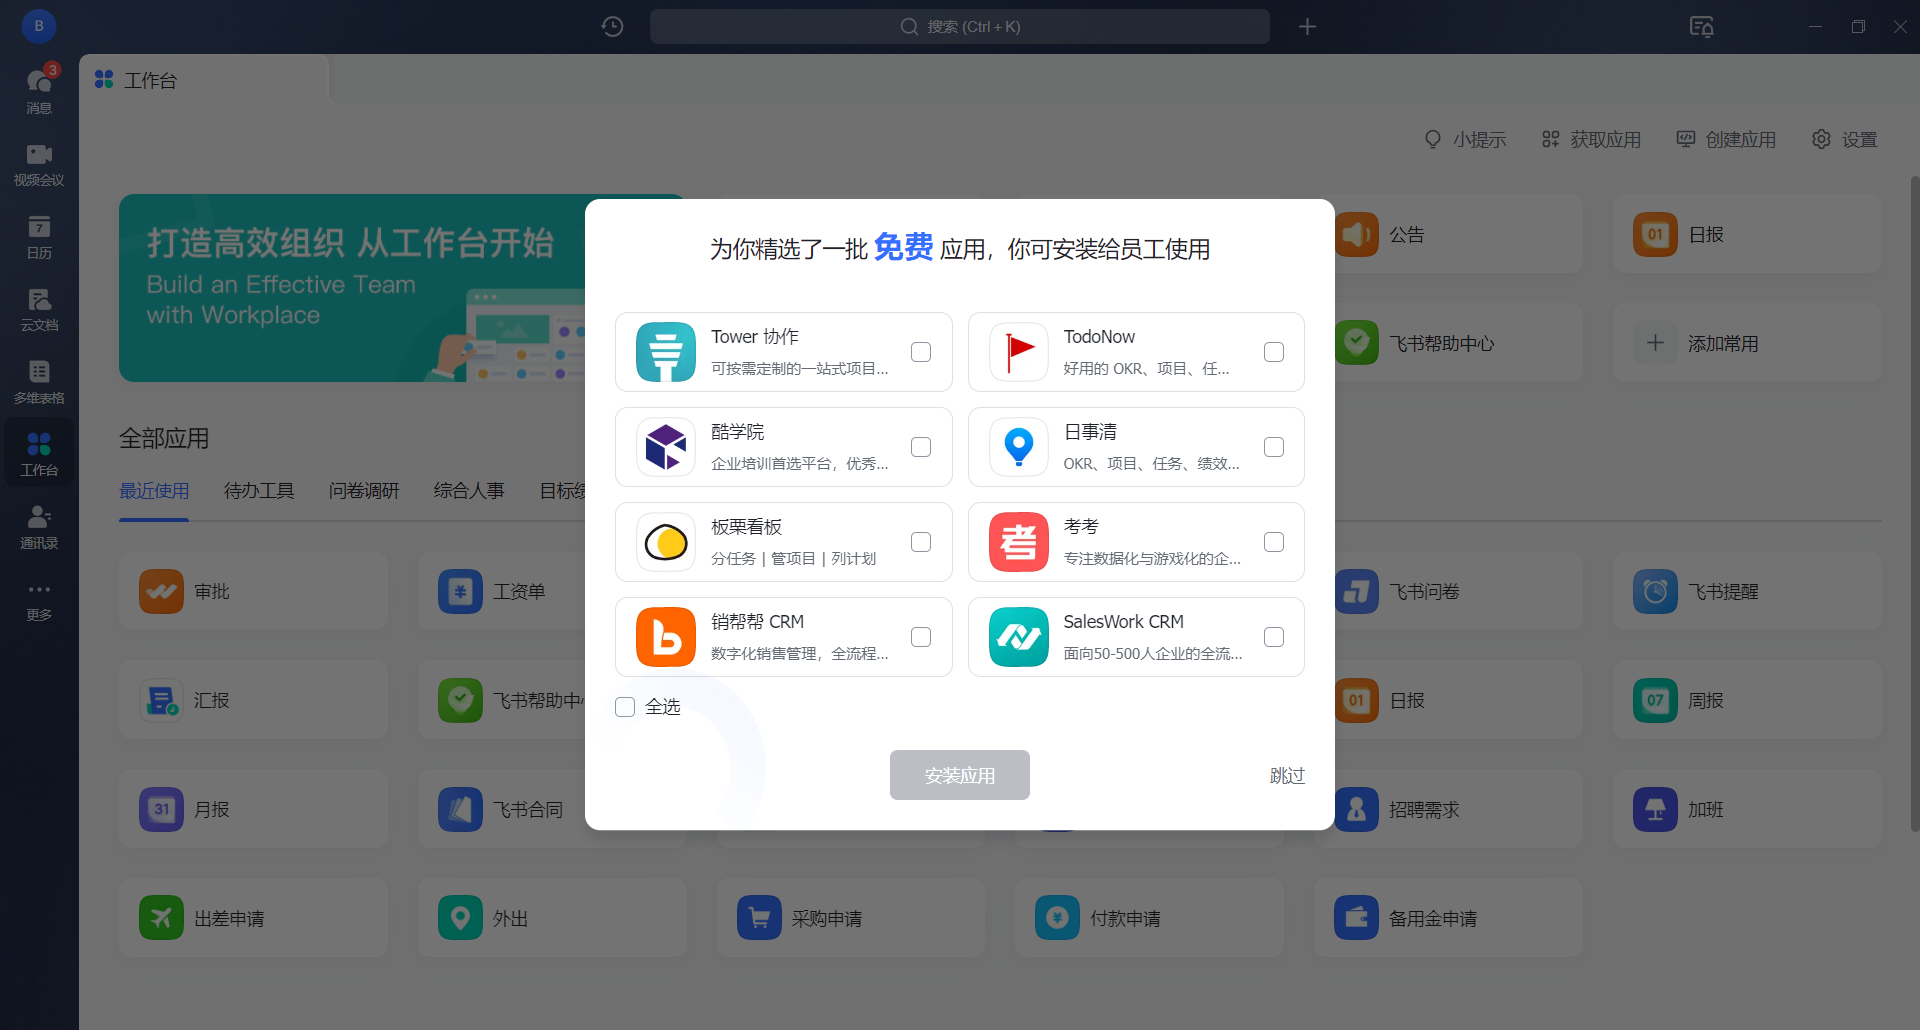 B
搜索 (Ctrl + K)
3
消息
视频会议
7
日历
云文档
多维表格
工作台
通讯录
更多
工作台
小提示
获取应用
创建应用
设置
打造高效组织 从工作台开始
Build an Effective Team
with Workplace
公告
01
日报
飞书帮助中心
添加常用
全部应用
最近使用
待办工具
问卷调研
综合人事
目标
审批
工资单
飞书问卷
飞书提醒
汇报
飞书帮助中
01
日报
07
周报
31
月报
飞书合同
招聘需求
加班
出差申请
外出
采购申请
付款申请
备用金申请
为你精选了一批 免费 应用，你可安装给员工使用
Tower 协作
可按需定制的一站式项目...
TodoNow
好用的 OKR、项目、任...
酷学院
企业培训首选平台，优秀...
日事清
OKR、项目、任务、绩效...
板栗看板
分任务 | 管项目 | 列计划
考
考考
专注数据化与游戏化的企...
销帮帮 CRM
数字化销售管理，全流程...
SalesWork CRM
面向50-500人企业的全流...
全选
安装应用
跳过